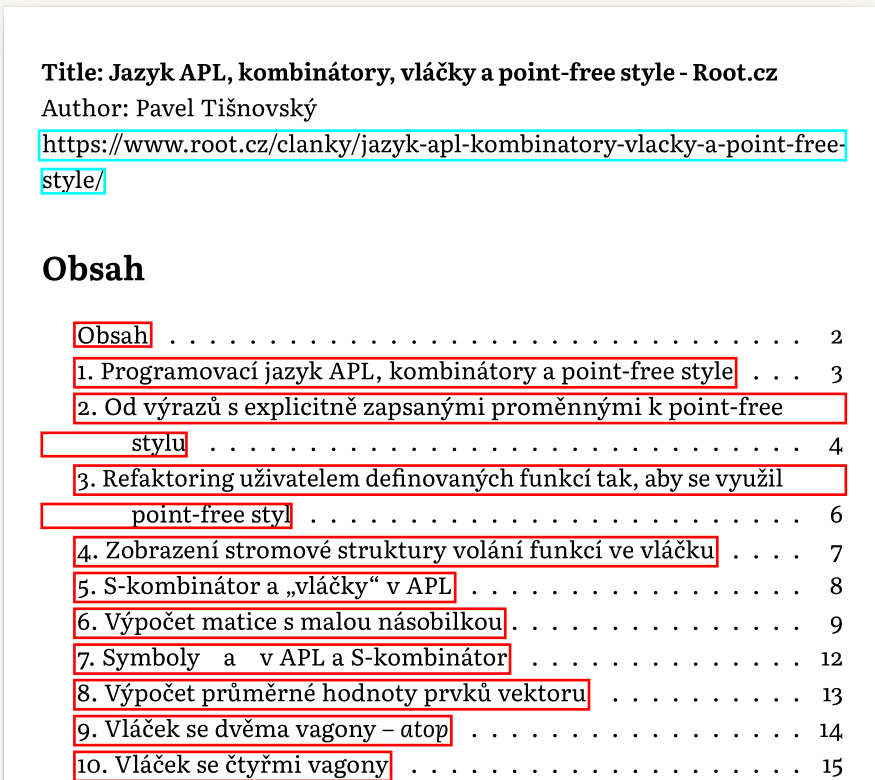 Title: Jazyk APL, kombinátory, vláčky a point-free style - Root.cz
Author: Pavel Tišnovský
https://www.root.cz/clanky/jazyk-apl-kombinatory-vlacky-a-point-free-
style/
Obsah
Obsah . . . . . . . . . . . . . . . . . . . . . . . . . . . . . . . . 2
1. Programovací jazyk APL, kombinátory a point-free style . . . 3
2. Od výrazů s explicitně zapsanými proměnnými k point-free
stylu . . . . . . . . . . . . . . . . . . . . . . . . . . . . . . 4
3. Refaktoring uživatelem definovaných funkcí tak, aby se využil
point-free styl . . . . . . . . . . . . . . . . . . . . . . . . . 6
4. Zobrazení stromové struktury volání funkcí ve vláčku . . . . 7
5. S-kombinátor a „vláčky“ v APL . . . . . . . . . . . . . . . . . 8
6. Výpočet matice s malou násobilkou . . . . . . . . . . . . . . . 9
7. Symboly a v APL a S-kombinátor . . . . . . . . . . . . . . 12
8. Výpočet průměrné hodnoty prvků vektoru . . . . . . . . . . 13
9. Vláček se dvěma vagony – atop . . . . . . . . . . . . . . . . . 14
10. Vláček se čtyřmi vagony . . . . . . . . . . . . . . . . . . . . 15